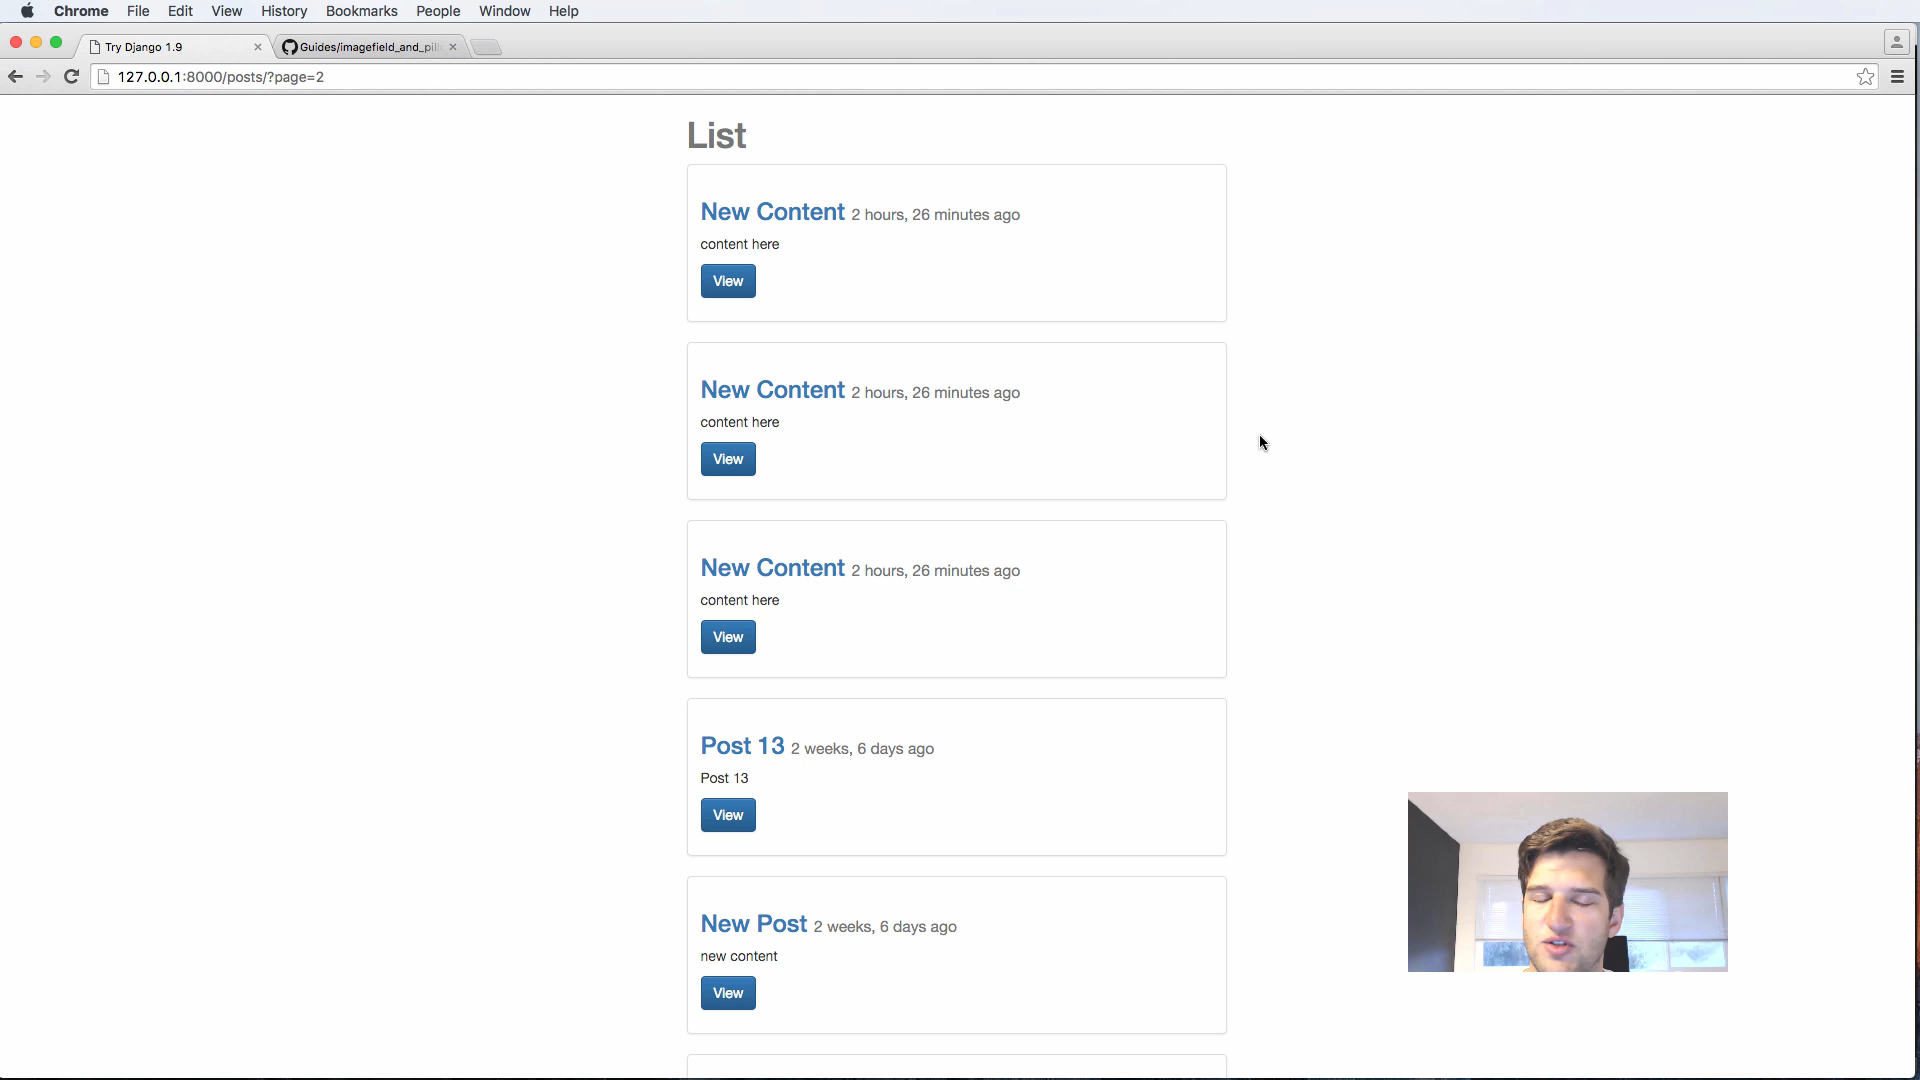 Chrome File Edit View History Bookmarks People Window Help
Try Django 1.9
Guides/imagefield_and_pill
127.0.0.1:8000/posts/?page=2
List
New Content 2 hours, 26 minutes ago
content here
View
New Content 2 hours, 26 minutes ago
content here
View
New Content 2 hours, 26 minutes ago
content here
View
Post 13 2 weeks, 6 days ago
Post 13
View
New Post 2 weeks, 6 days ago
new content
View